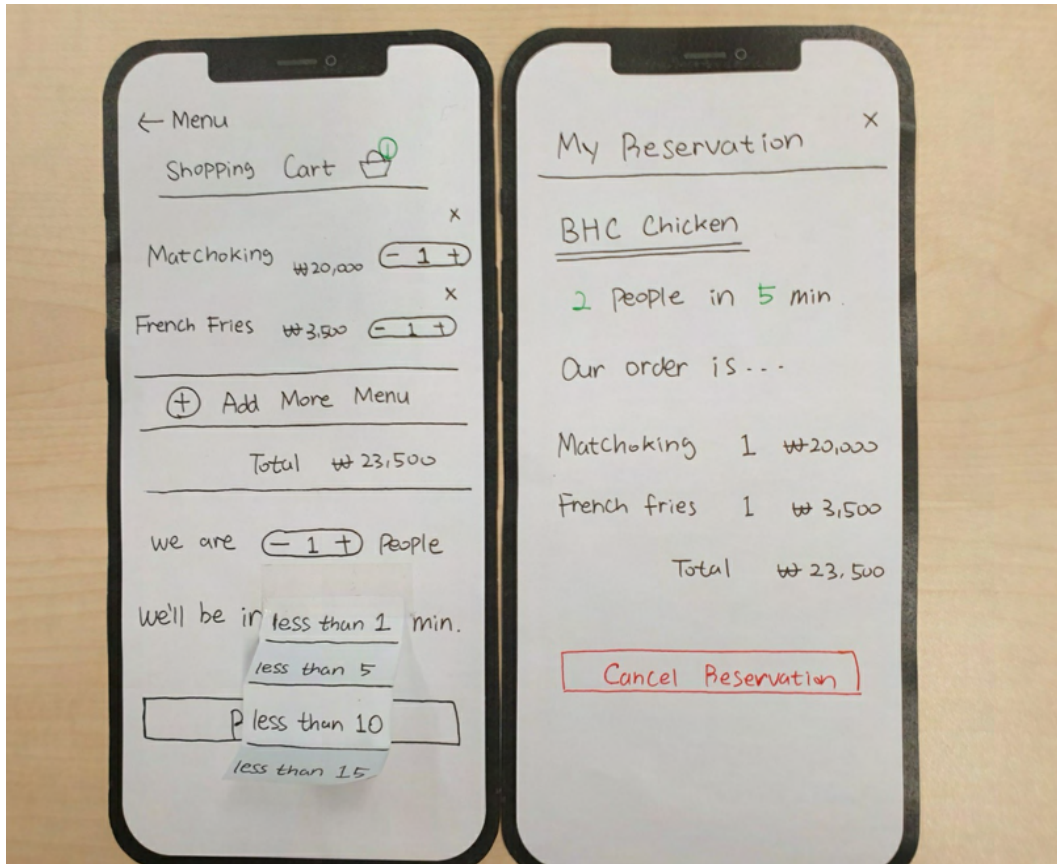 ← Menu
Shopping Cart 1
x
Matchoking ₩20,000 - 1 +
x
French Fries ₩3,500 - 1 +
+ Add More Menu
Total ₩23,500
we are - 1 + People
we'll be in less than 1 min.
less than 5
less than 10
less than 15
x
My Reservation
BHC Chicken
2 People in 5 min.
Our order is...
Matchoking 1 ₩20,000
French fries 1 ₩3,500
Total ₩23,500
Cancel Reservation